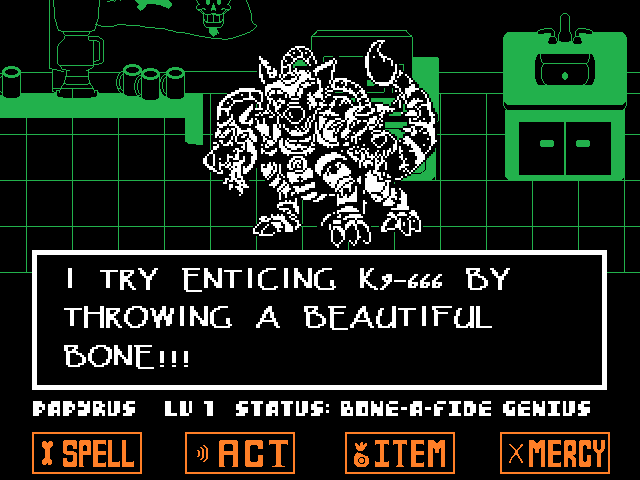 I TRY ENTICING K9-666 BY
THROWING A BEAUTIFUL
BONE!!!
PAPYRUS LV 1 STATUS: BONE-A-FIDE GENIUS
SPELL ACT ITEM MERCY